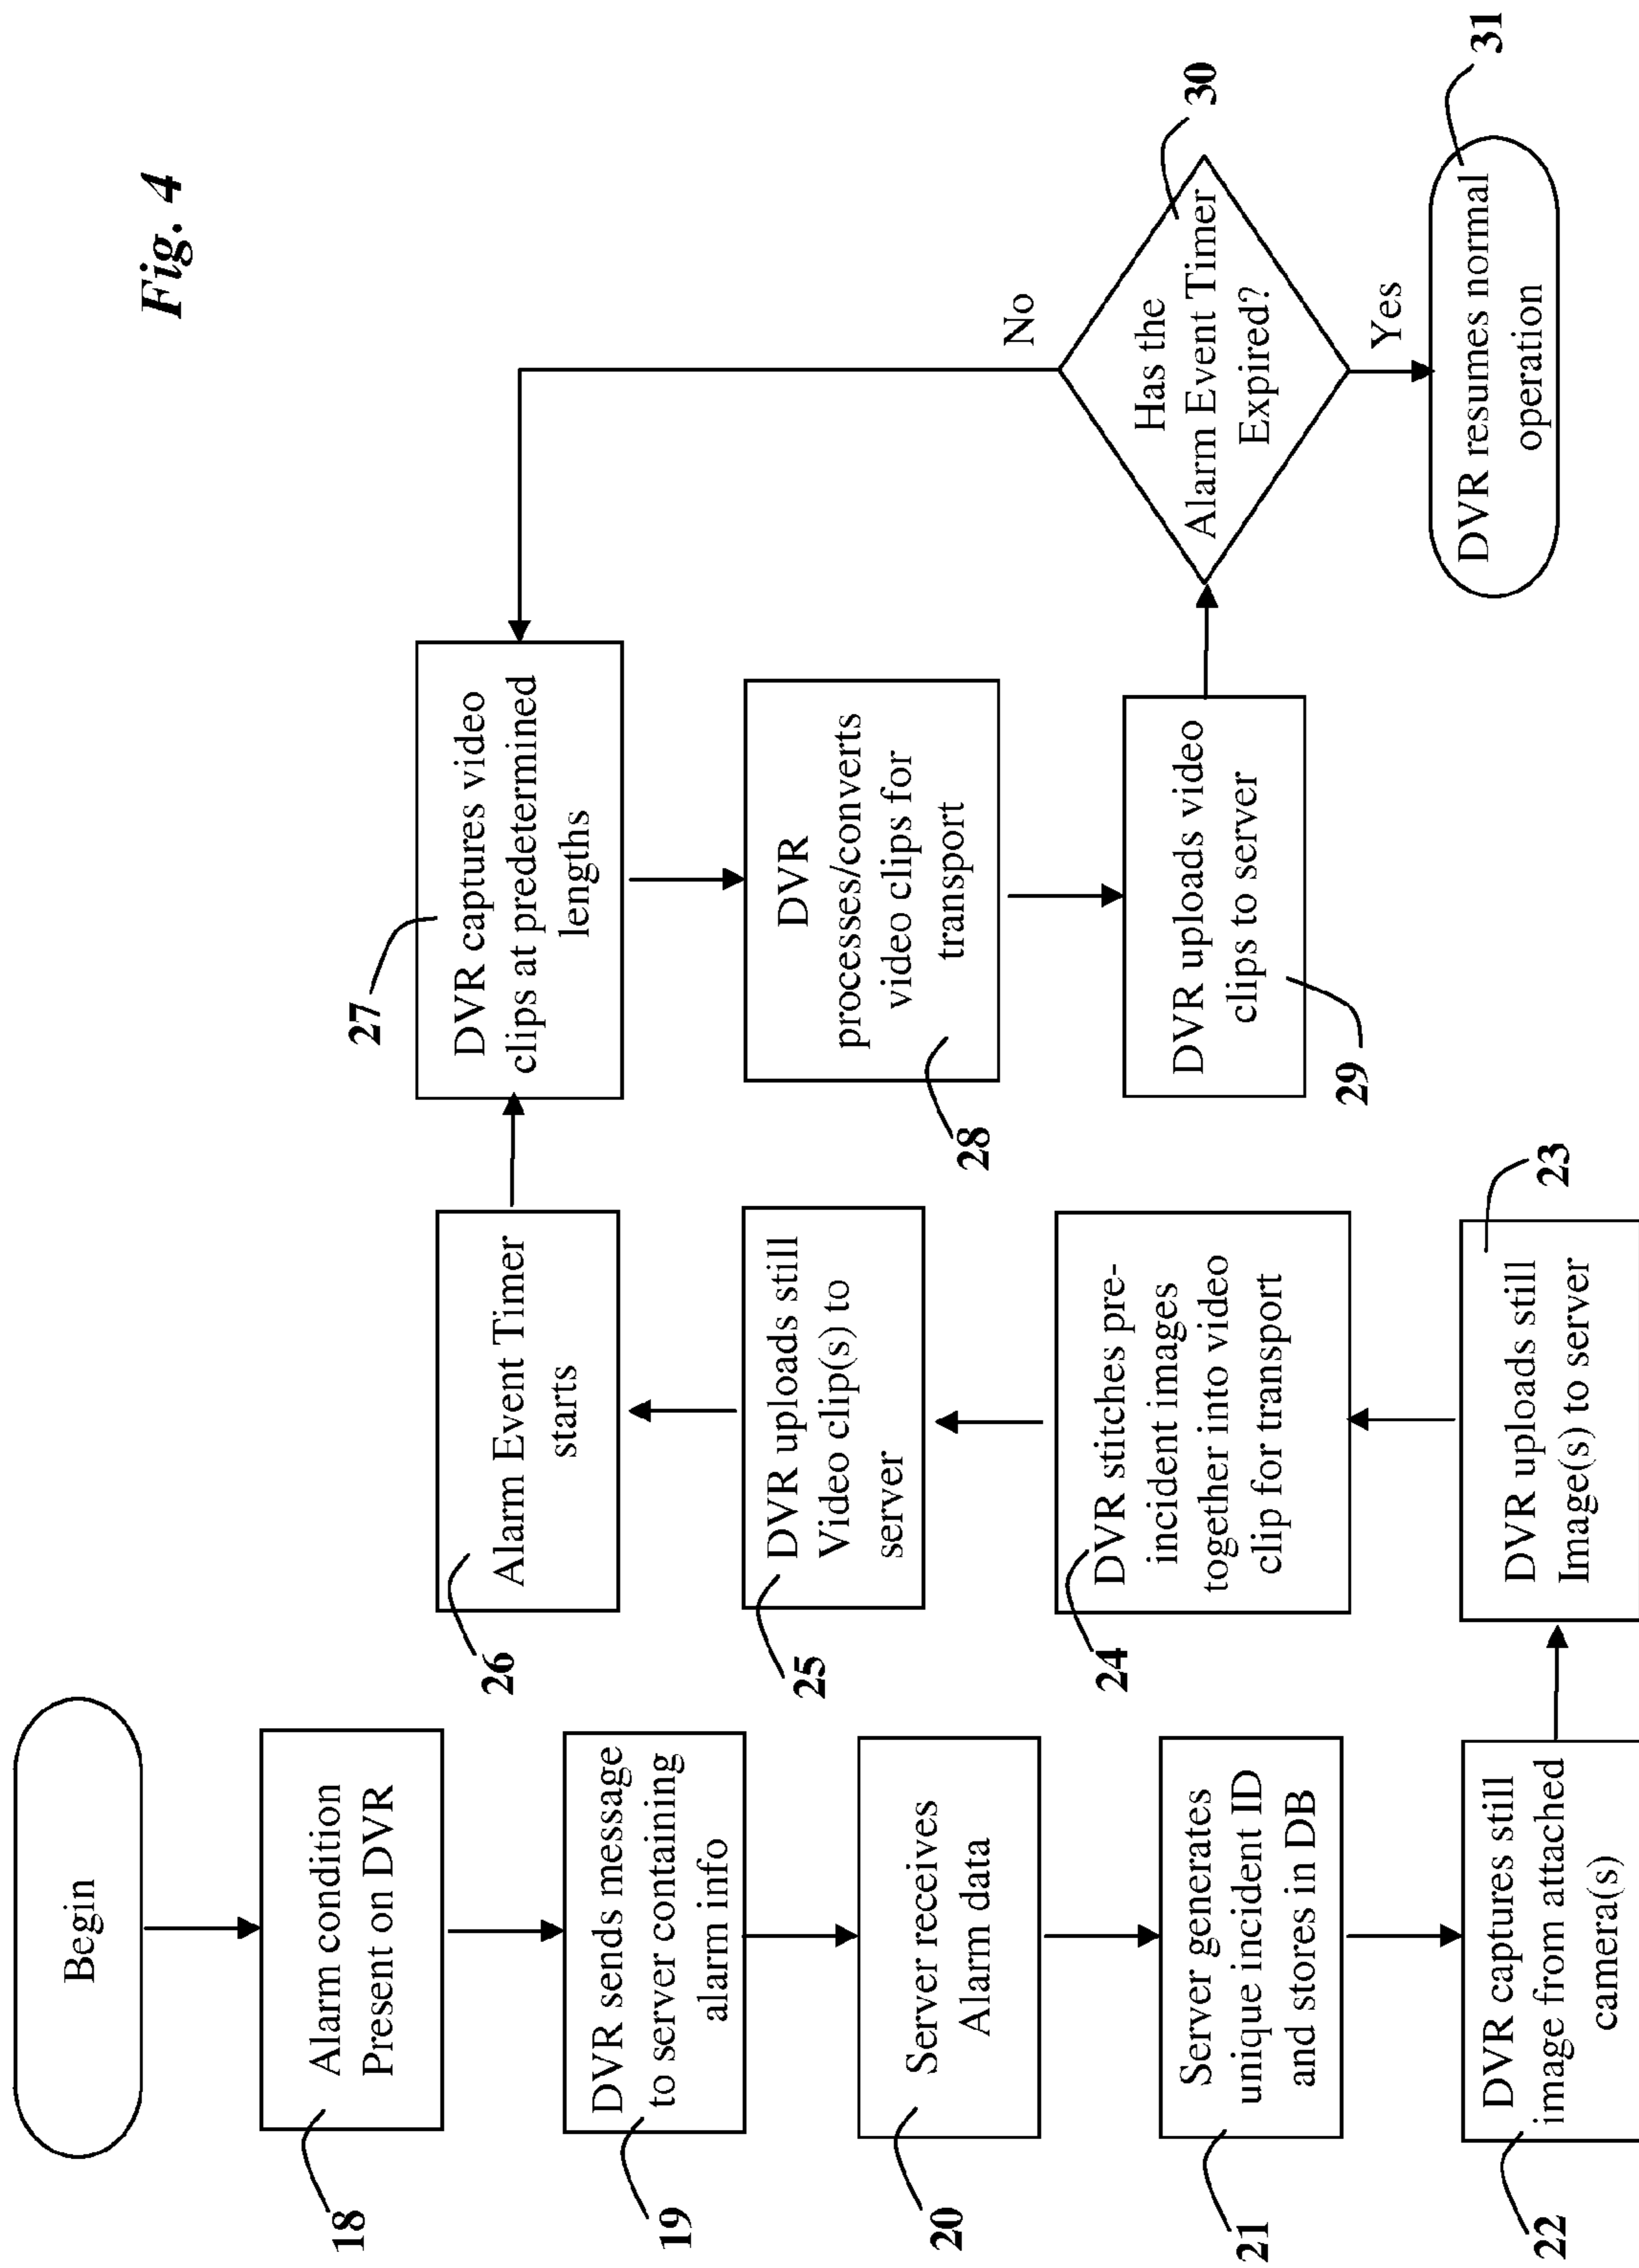 Fig. 4
Begin
Alarm condition
Present on DVR
18
DVR sends message
to server containing
alarm info
19
Server receives
Alarm data
20
Server generates
unique incident ID
and stores in DB
21
DVR captures still
image from attached
camera(s)
22
DVR uploads still
Image(s) to server
23
DVR stitches pre-
incident images
together into video
clip for transport
24
DVR uploads still
Video clip(s) to
server
25
Alarm Event Timer
starts
26
DVR captures video
clips at predetermined
lengths
27
DVR
processes/converts
video clips for
transport
28
DVR uploads video
clips to server
29
Has the
Alarm Event Timer
Expired?
30
No
Yes
DVR resumes normal
operation
31